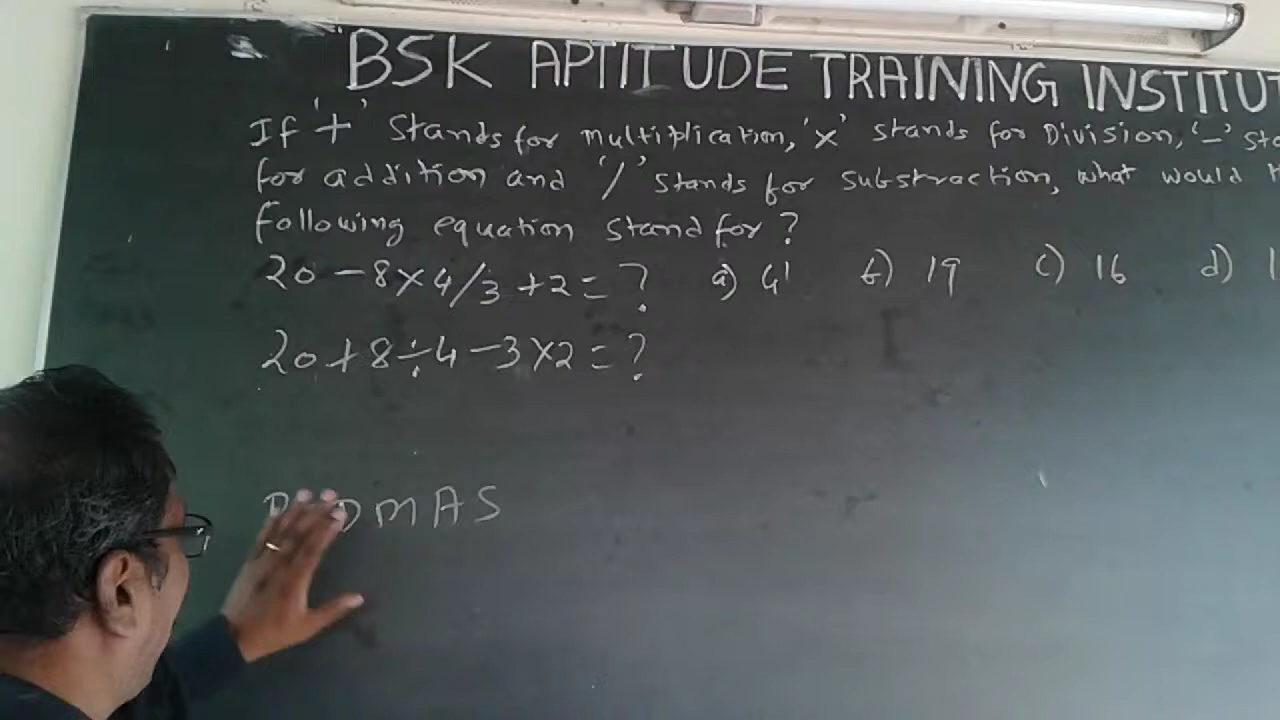 BSK APTITUDE TRAINING INSTITUT
If '+' stands for multiplication, 'x' stands for Division, '-' sta
for addition and '/' stands for substraction, what would t
following equation stand for?
20 - 8 × 4 / 3 + 2 = ? a) 41 b) 19 c) 16 d) 1
20 + 8 ÷ 4 - 3 × 2 = ?
DMAS